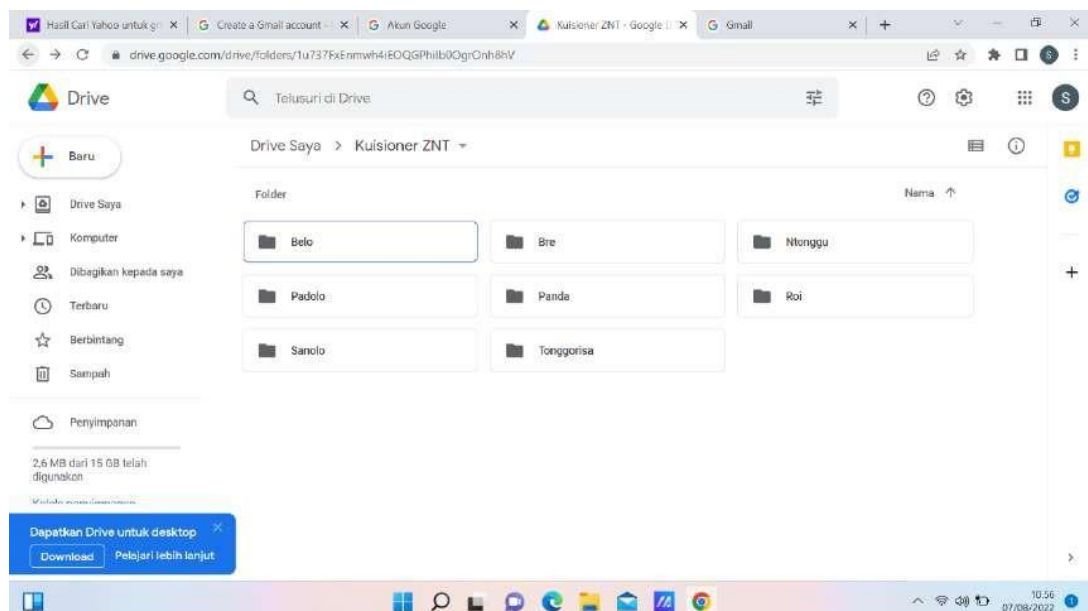 Hasil Cari Yahoo untuk gr
Create a Gmail account -
Akun Google
Kuisioner ZNT - Google D
Gmail
drive.google.com/drive/folders/
Drive
Telusuri di Drive
S
Baru
Drive Saya > Kuisioner ZNT
Folder
Nama
Drive Saya
Komputer
Dibagikan kepada saya
Terbaru
Berbintang
Sampah
Penyimpanan
2,6 MB dari 15 GB telah
digunakan
Belo
Bre
Ntonggu
Padolo
Panda
Roi
Sanolo
Tonggorisa
Dapatkan Drive untuk desktop
Download
Pelajari lebih lanjut
10.56
07/08/2022